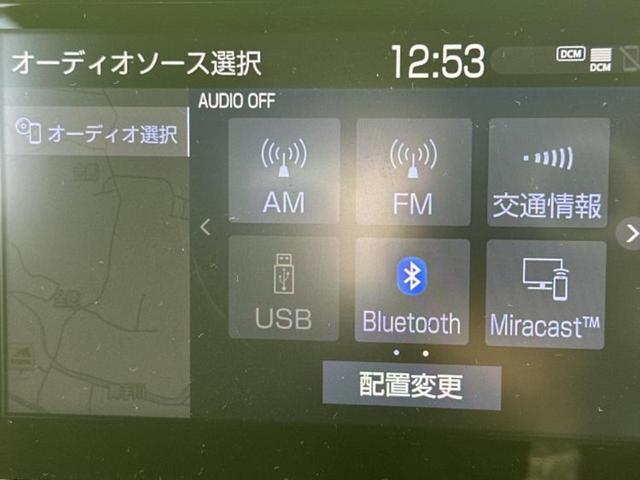 オーディオソース選択
12:53
DCM
DCM
オーディオ選択
AUDIO OFF
AM
FM
交通情報
USB
Bluetooth
Miracast™
配置変更